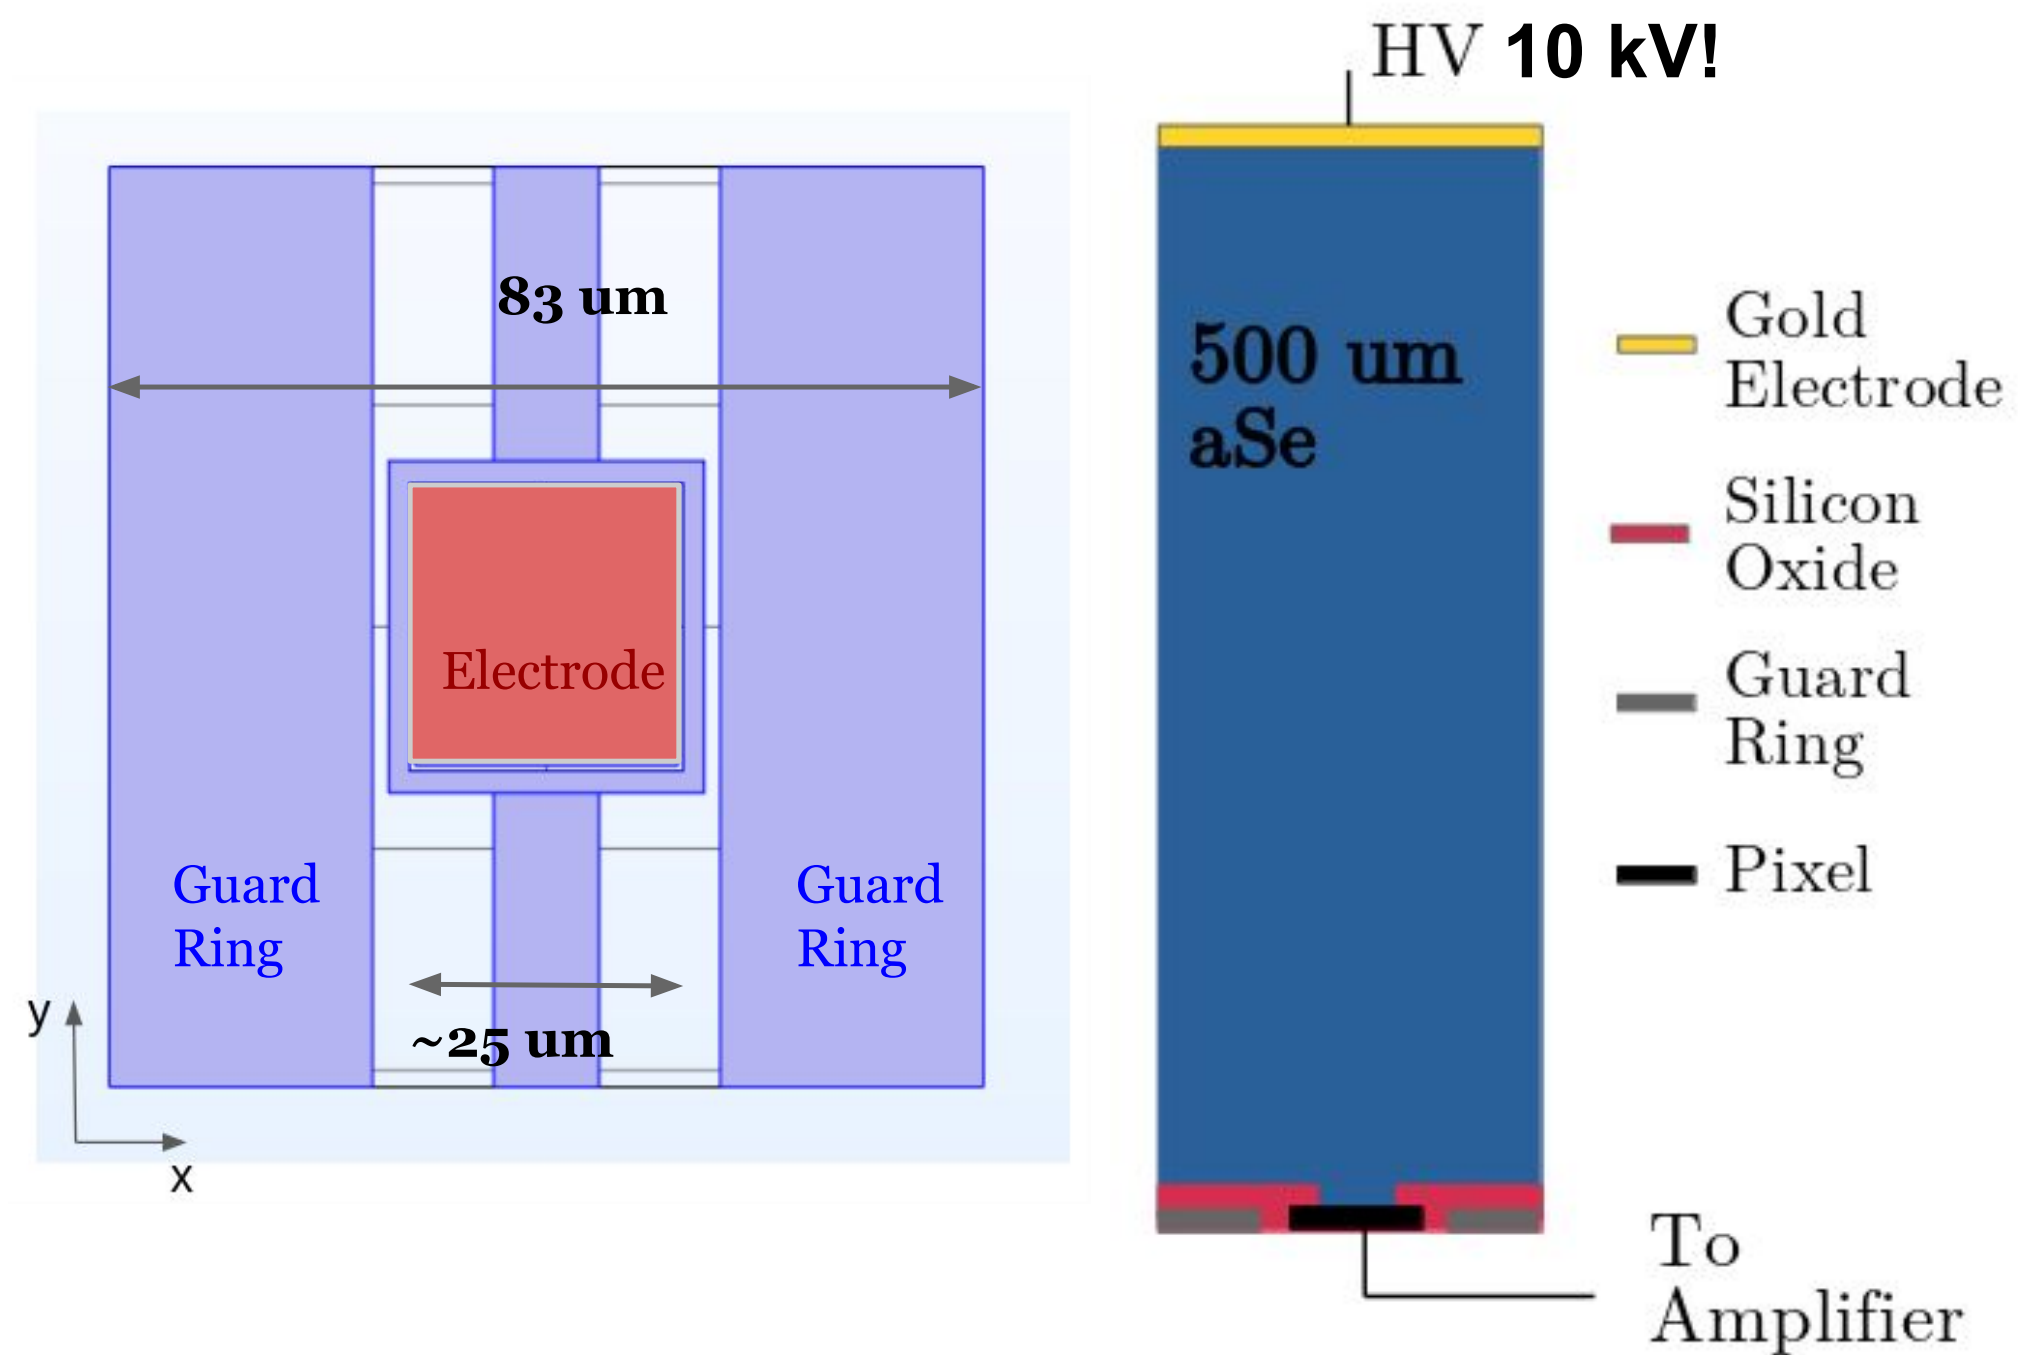 83 um
Electrode
Guard
Ring
Guard
Ring
~25 um
y
x
HV 10 kV!
500 um
aSe
Gold
Electrode
Silicon
Oxide
Guard
Ring
Pixel
To
Amplifier